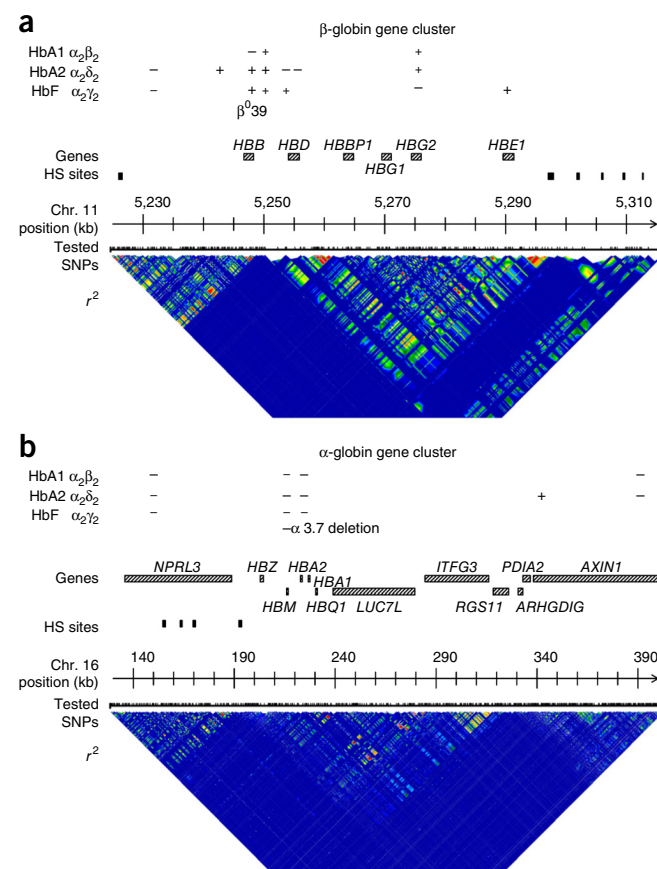 a
β-globin gene cluster
HbA1 α2β2 − +
HbA2 α2δ2 − + + + − − +
HbF α2γ2 − + + + − +
β⁰39
HBB HBD HBBP1 HBG2 HBE1
Genes
HBG1
HS sites
Chr. 11
position (kb)
5,230 5,250 5,270 5,290 5,310
Tested
SNPs
r²
b
α-globin gene cluster
HbA1 α2β2 − − − −
HbA2 α2δ2 − − − + −
HbF α2γ2 − − −
−α 3.7 deletion
NPRL3 HBZ HBA2 ITFG3 PDIA2 AXIN1
Genes
HBA1
HBM HBQ1 LUC7L RGS11 ARHGDIG
HS sites
Chr. 16
position (kb)
140 190 240 290 340 390
Tested
SNPs
r²